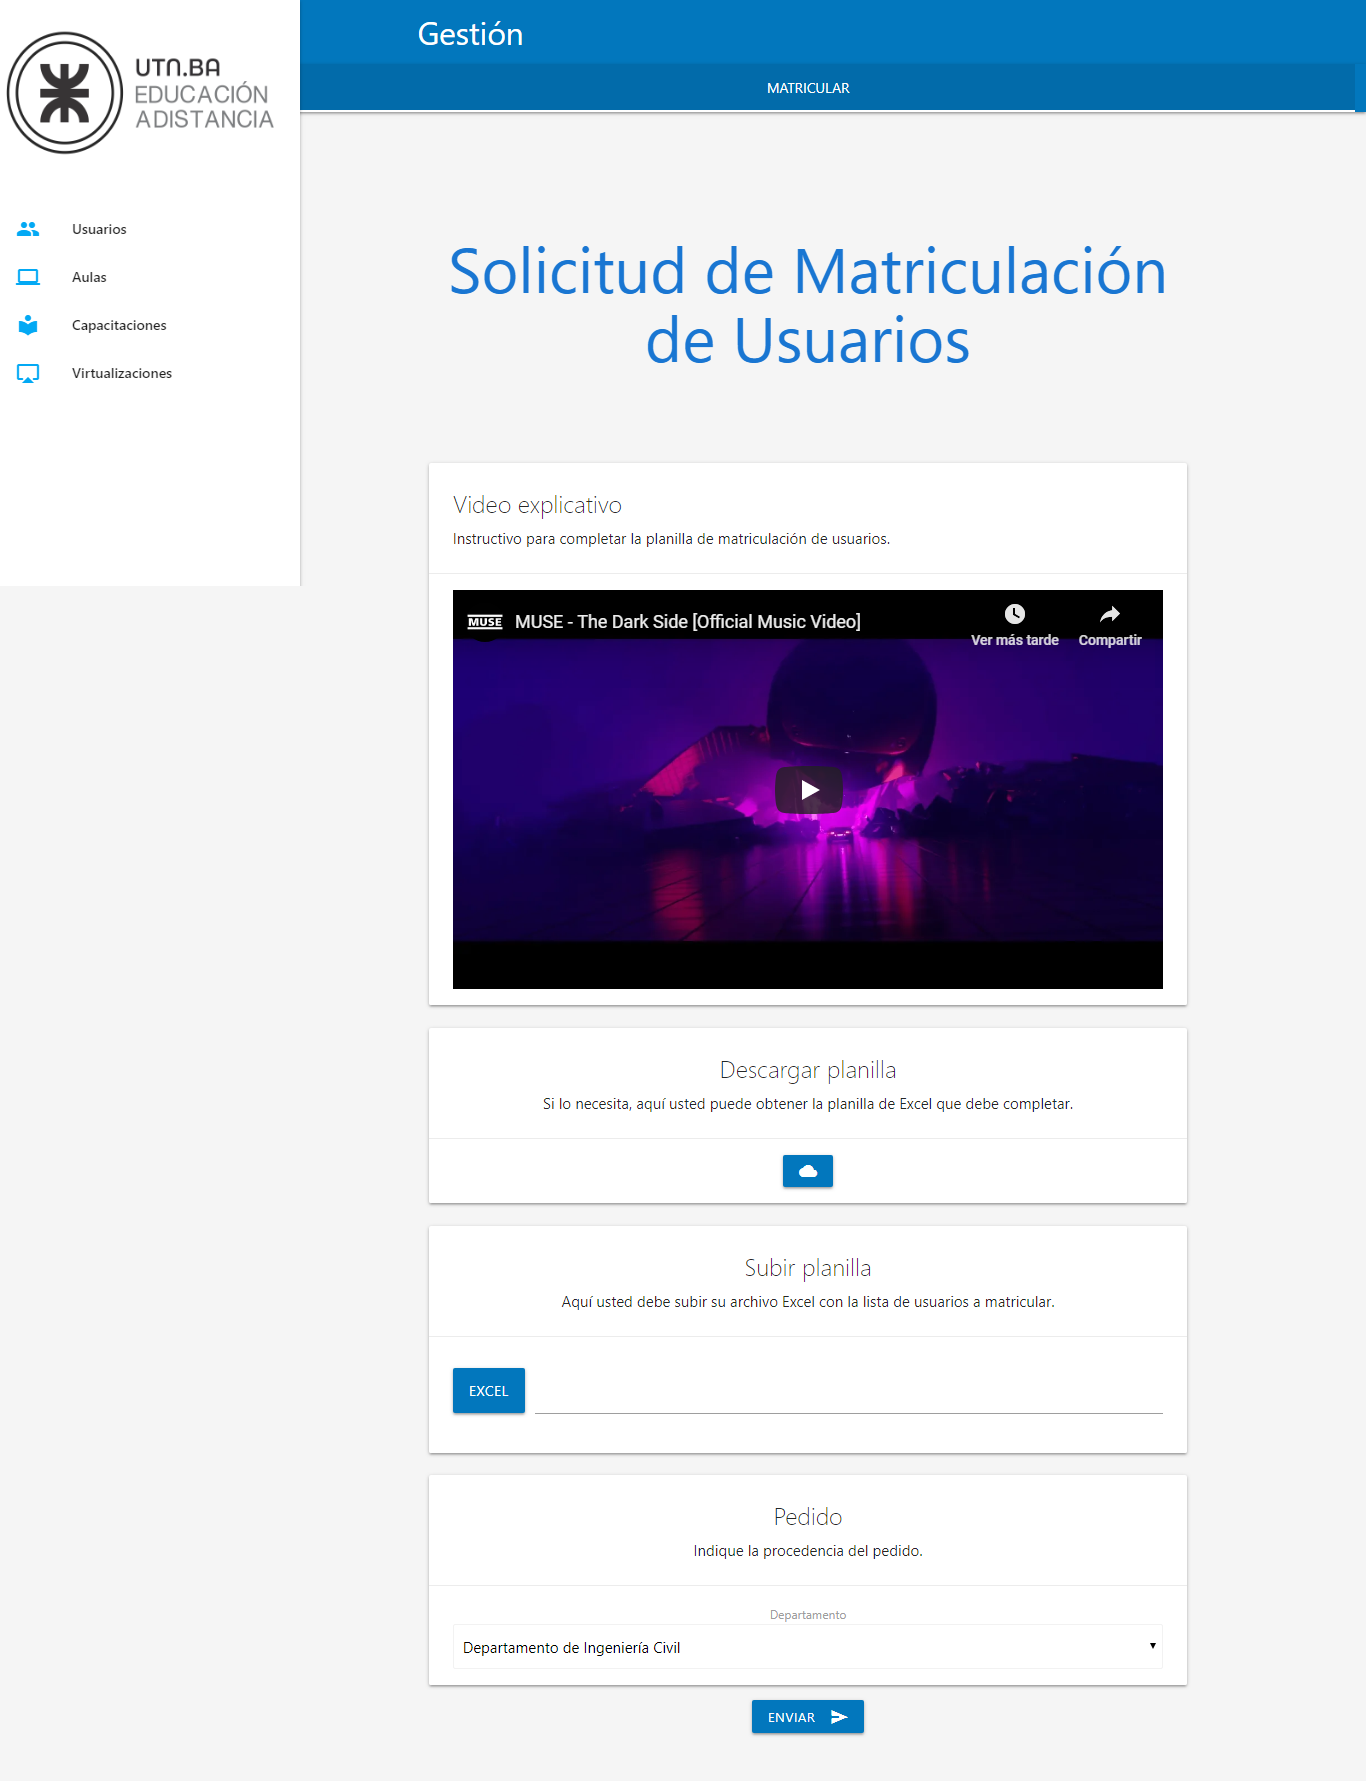 UTN.BA
EDUCACIÓN
A DISTANCIA
Usuarios
Aulas
Capacitaciones
Virtualizaciones
Gestión
MATRICULAR
Solicitud de Matriculación
de Usuarios
Video explicativo
Instructivo para completar la planilla de matriculación de usuarios.
MUSE
MUSE - The Dark Side [Official Music Video]
Ver más tarde
Compartir
Descargar planilla
Si lo necesita, aquí usted puede obtener la planilla de Excel que debe completar.
Subir planilla
Aquí usted debe subir su archivo Excel con la lista de usuarios a matricular.
EXCEL
Pedido
Indique la procedencia del pedido.
Departamento
Departamento de Ingeniería Civil
ENVIAR